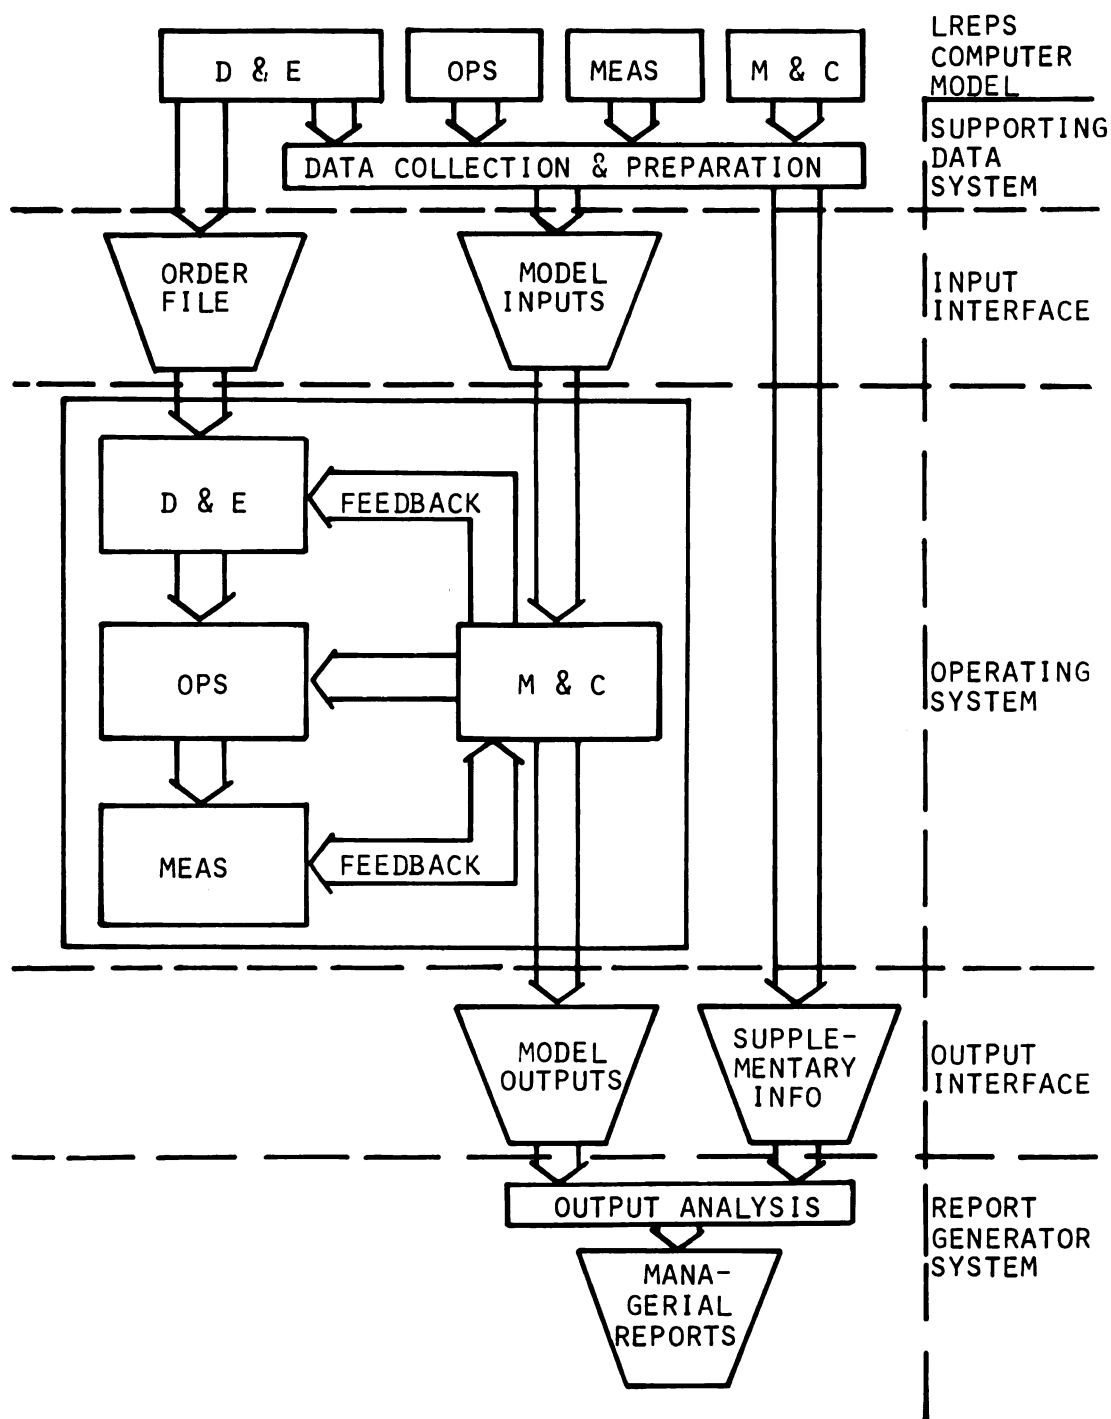 LREPS
COMPUTER
MODEL
D & E
OPS
MEAS
M & C
SUPPORTING
DATA
SYSTEM
DATA COLLECTION & PREPARATION
ORDER
FILE
MODEL
INPUTS
INPUT
INTERFACE
D & E
FEEDBACK
OPS
M & C
OPERATING
SYSTEM
MEAS
FEEDBACK
MODEL
OUTPUTS
SUPPLE-
MENTARY
INFO
OUTPUT
INTERFACE
OUTPUT ANALYSIS
REPORT
GENERATOR
SYSTEM
MANA-
GERIAL
REPORTS